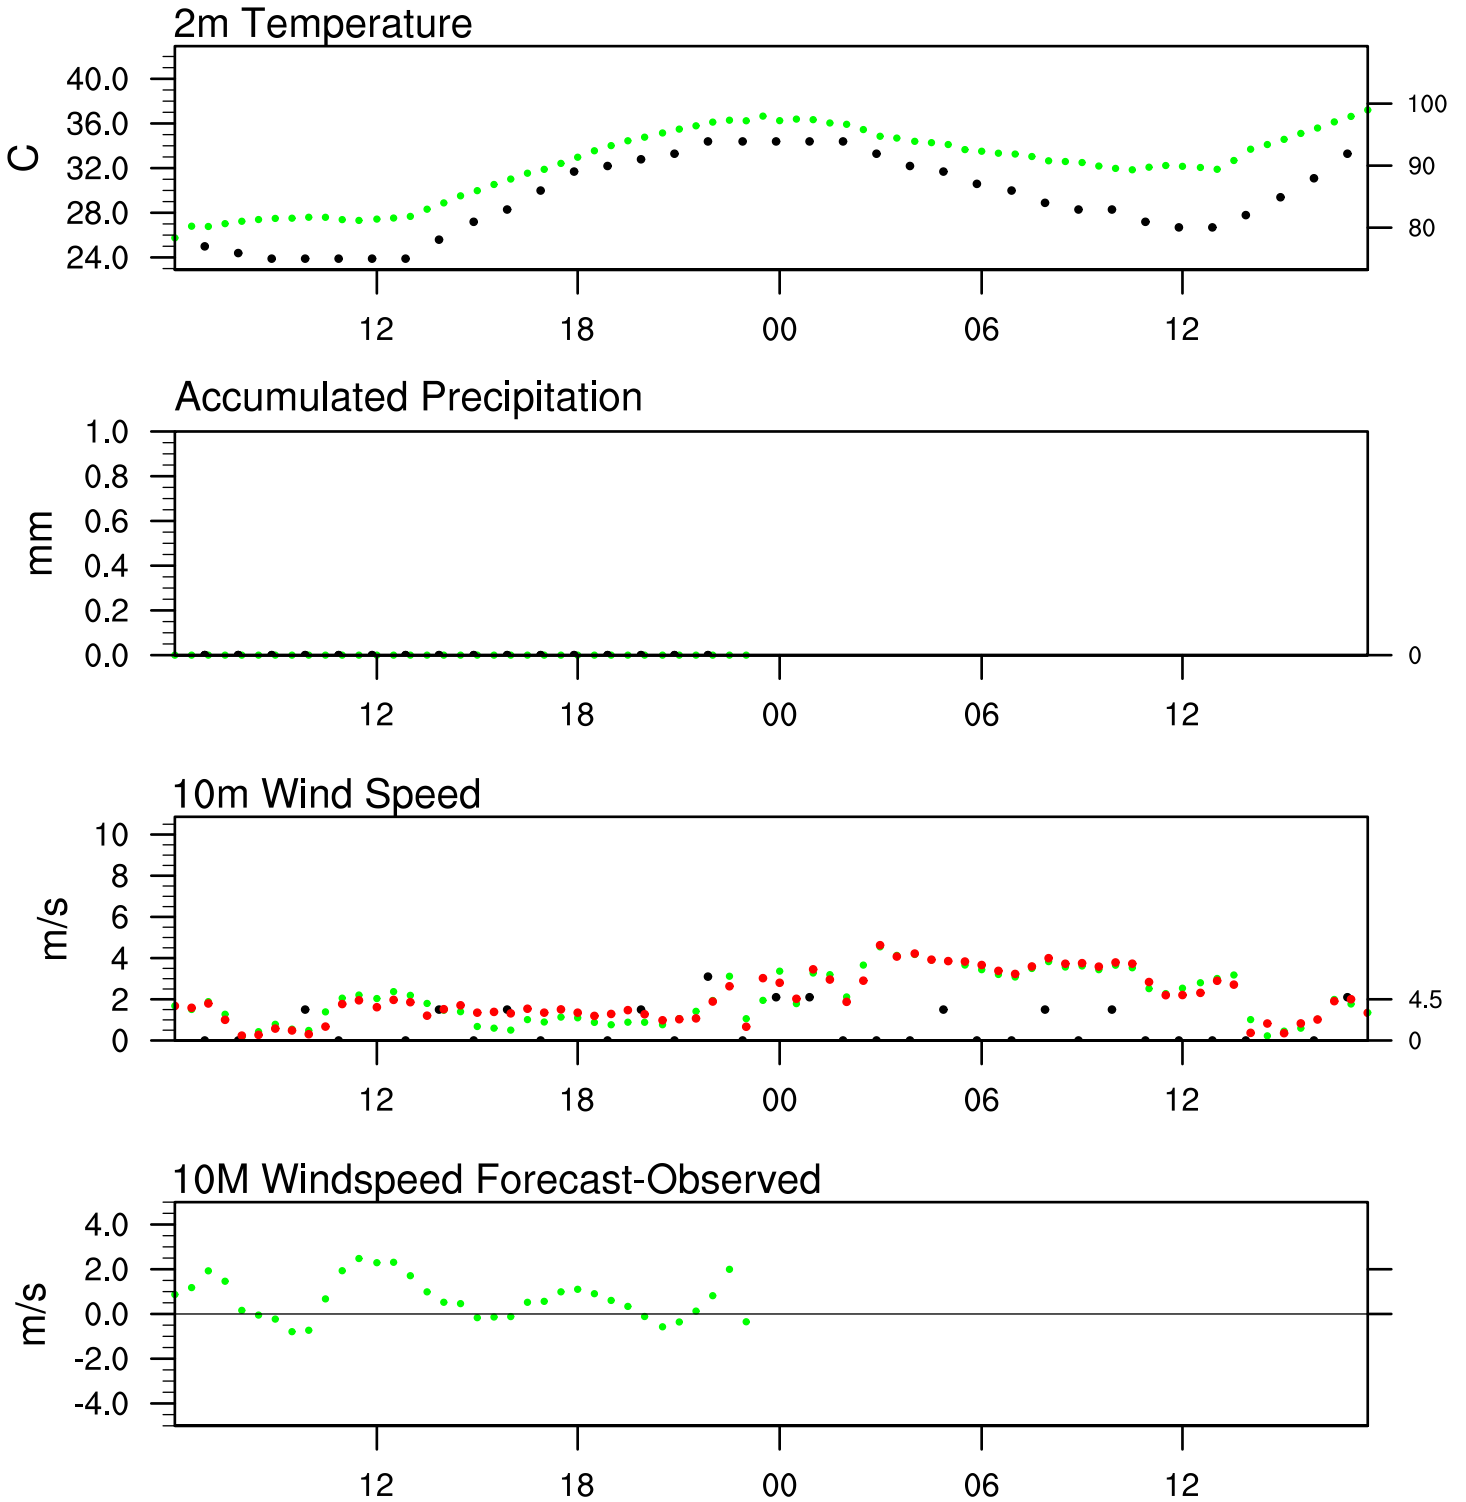 2m Temperature
40.0
36.0
32.0
28.0
24.0
C
100
90
80
12 18 00 06 12
Accumulated Precipitation
1.0
0.8
0.6
0.4
0.2
0.0
mm
0
12 18 00 06 12
10m Wind Speed
10
8
6
4
2
0
m/s
4.5
0
12 18 00 06 12
10M Windspeed Forecast-Observed
4.0
2.0
0.0
-2.0
-4.0
m/s
12 18 00 06 12